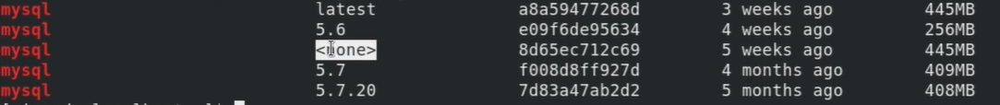 mysql latest a8a59477268d 3 weeks ago 445MB
mysql 5.6 e09f6de95634 4 weeks ago 256MB
mysql <none> 8d65ec712c69 5 weeks ago 445MB
mysql 5.7 f008d8ff927d 4 months ago 409MB
mysql 5.7.20 7d83a47ab2d2 5 months ago 408MB